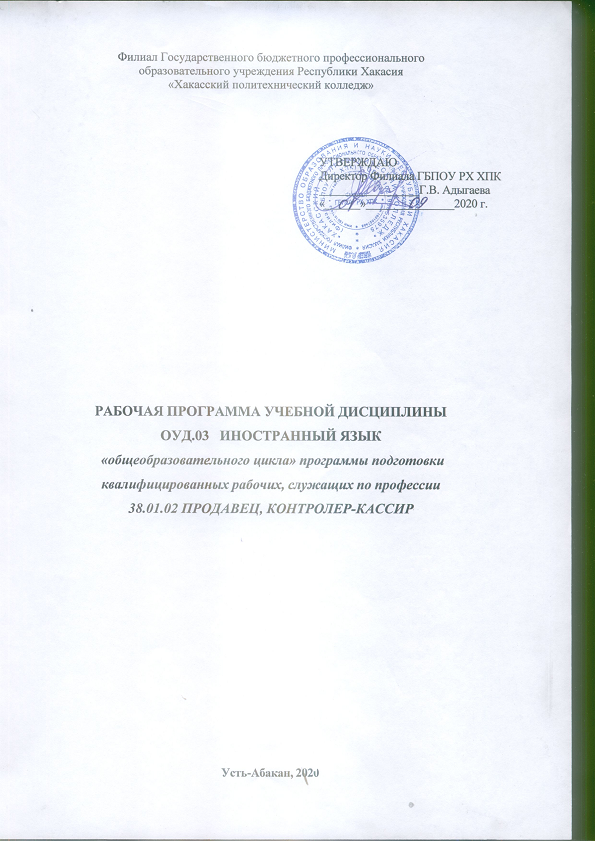 Филиал Государственного бюджетного профессионального
образовательного учреждения Республики Хакасия
«Хакасский политехнический колледж»
УТВЕРЖДАЮ
Директор Филиала ГБПОУ РХ ХПК
Г.В. Адыгаева
« 01 » 09 2020 г.
РАБОЧАЯ ПРОГРАММА УЧЕБНОЙ ДИСЦИПЛИНЫ
ОУД.03 ИНОСТРАННЫЙ ЯЗЫК
«общеобразовательного цикла» программы подготовки
квалифицированных рабочих, служащих по профессии
38.01.02 ПРОДАВЕЦ, КОНТРОЛЕР-КАССИР
Усть-Абакан, 2020